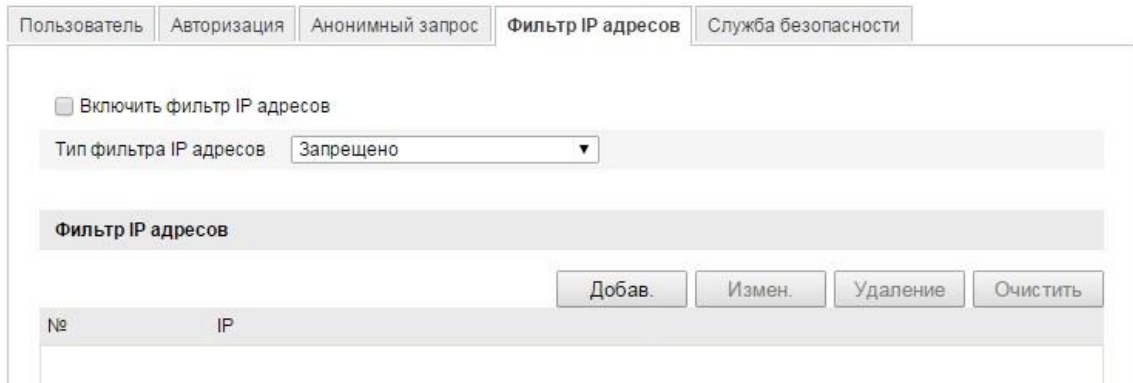 Пользователь Авторизация Анонимный запрос Фильтр IP адресов Служба безопасности
Включить фильтр IP адресов
Тип фильтра IP адресов Запрещено
Фильтр IP адресов
Добав. Измен. Удаление Очистить
№ IP